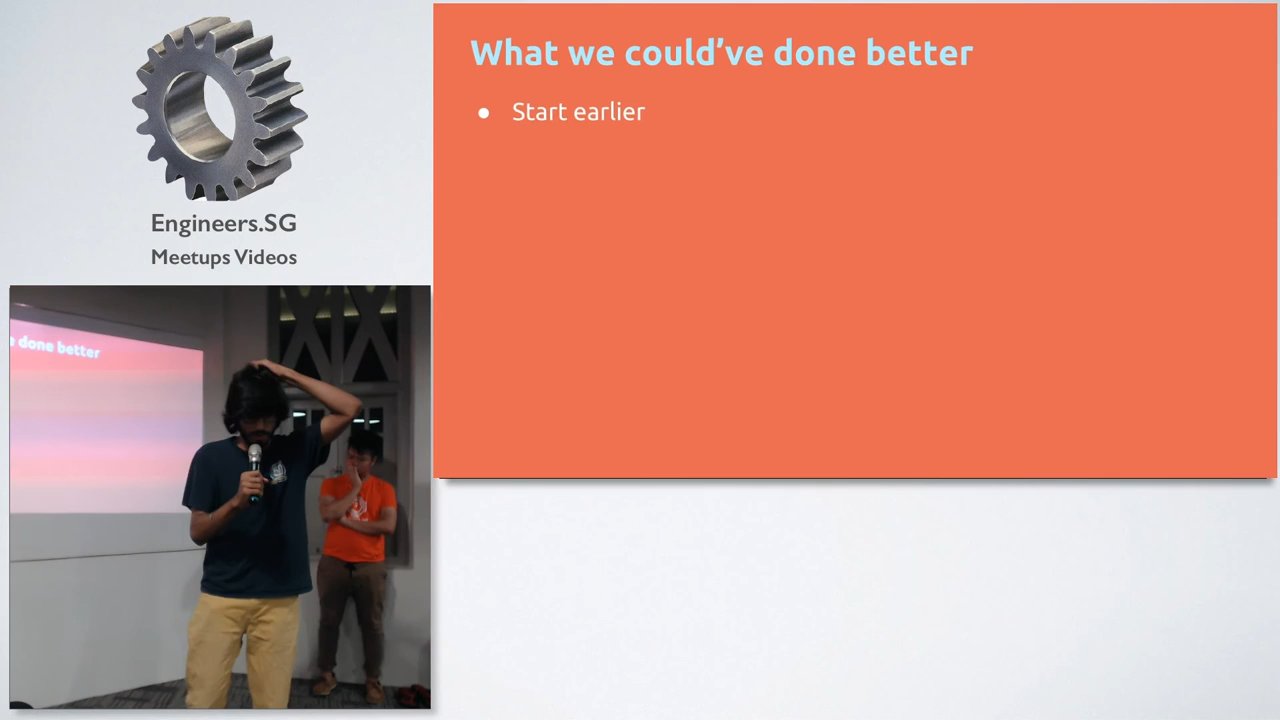 Engineers.SG
Meetups Videos
What we could've done better
● Start earlier
done better